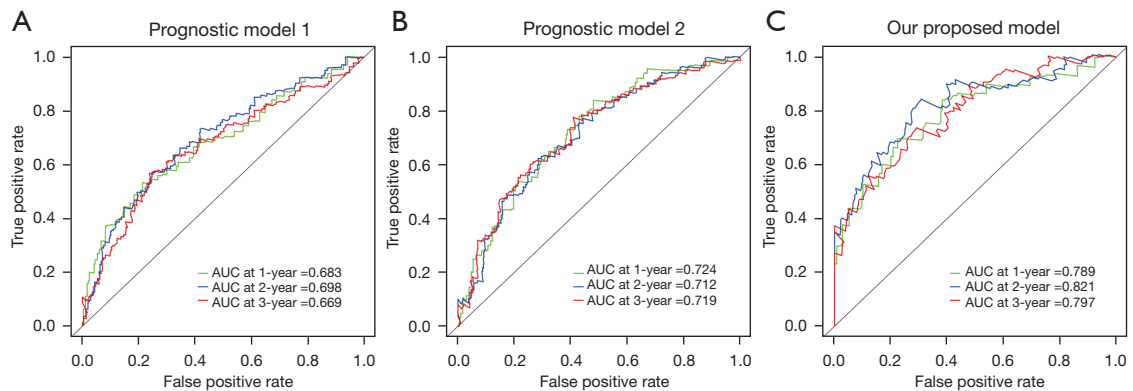 A
Prognostic model 1
True positive rate
1.0
0.8
0.6
0.4
0.2
0.0
AUC at 1-year =0.683
AUC at 2-year =0.698
AUC at 3-year =0.669
0.0 0.2 0.4 0.6 0.8 1.0
False positive rate
B
Prognostic model 2
True positive rate
1.0
0.8
0.6
0.4
0.2
0.0
AUC at 1-year =0.724
AUC at 2-year =0.712
AUC at 3-year =0.719
0.0 0.2 0.4 0.6 0.8 1.0
False positive rate
C
Our proposed model
True positive rate
1.0
0.8
0.6
0.4
0.2
0.0
AUC at 1-year =0.789
AUC at 2-year =0.821
AUC at 3-year =0.797
0.0 0.2 0.4 0.6 0.8 1.0
False positive rate